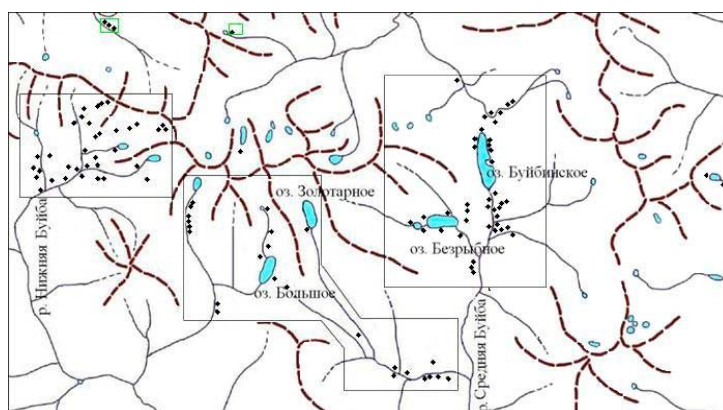 оз. Буйбинское
оз. Золотарное
оз. Безрыбное
оз. Большое
р. Нижняя Буйба
р. Средняя Буйба